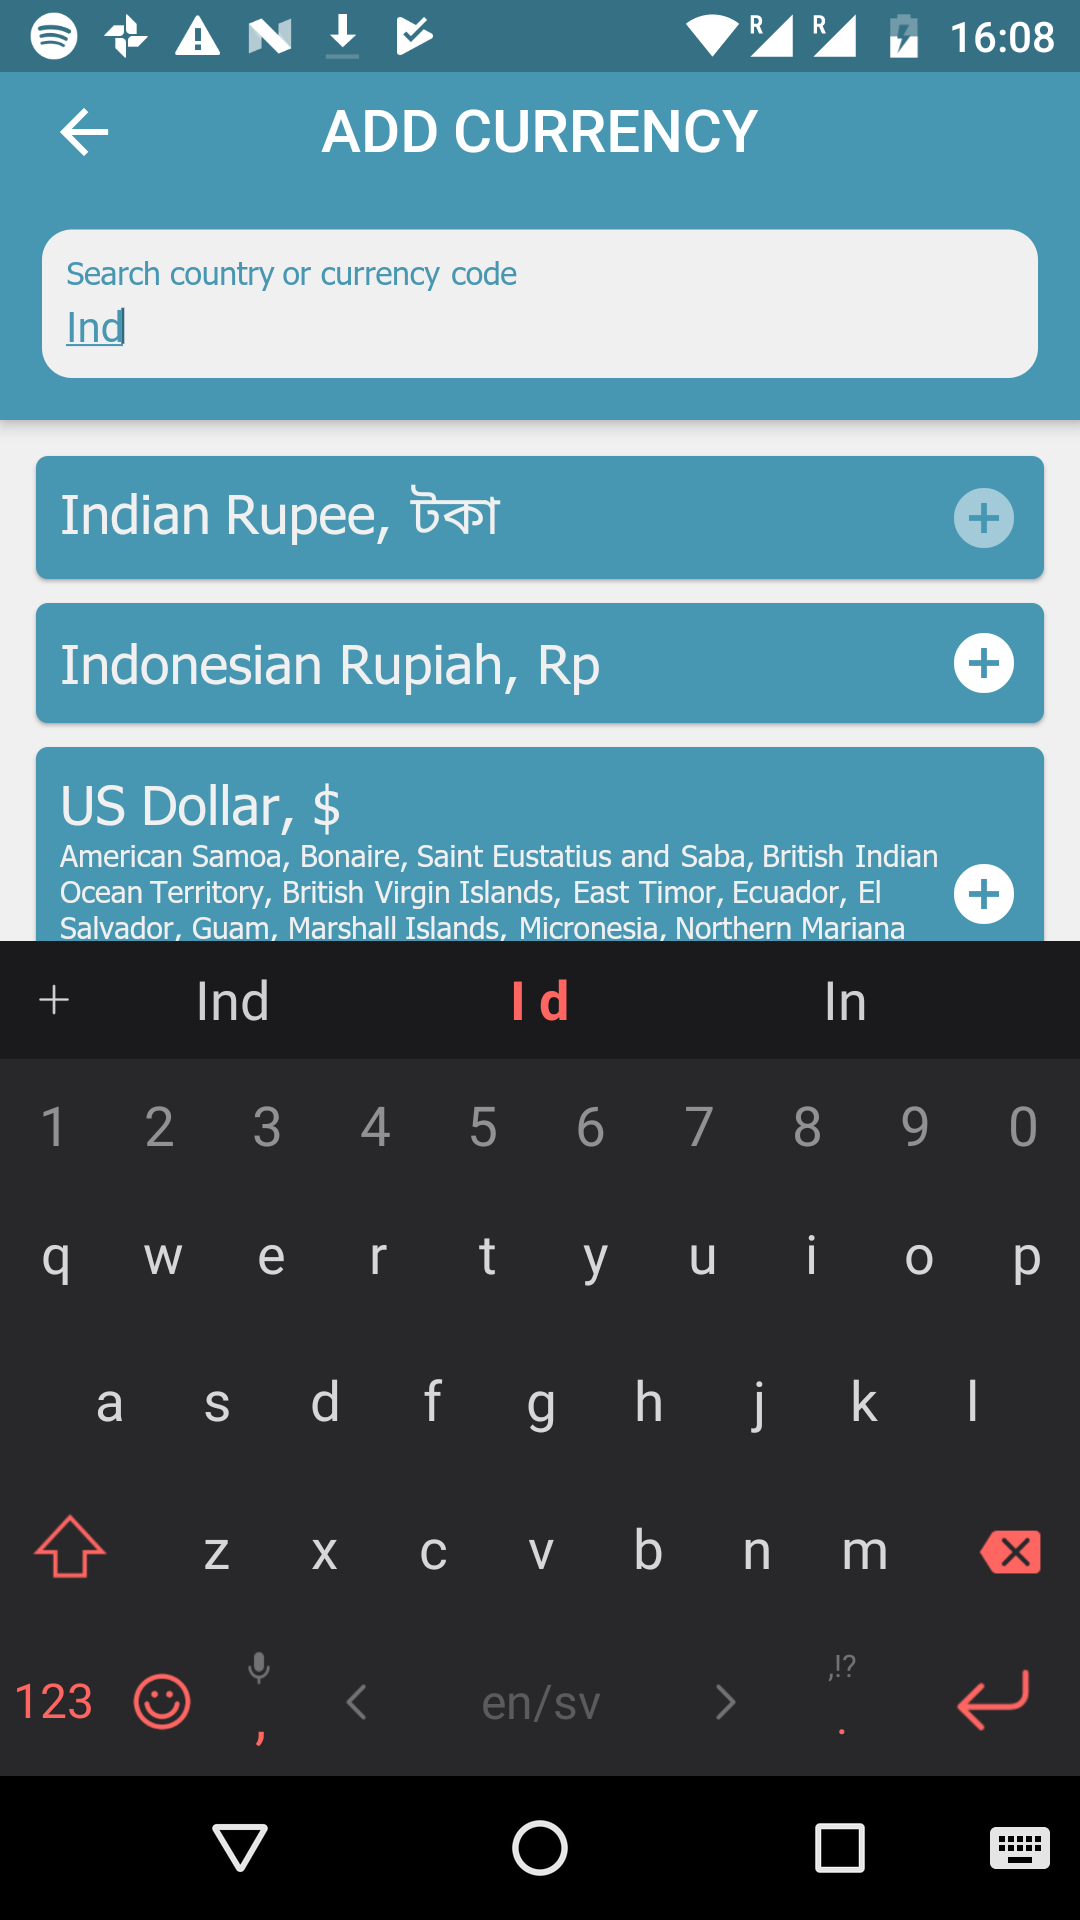 R R 16:08
ADD CURRENCY
Search country or currency code
Ind
Indian Rupee, টকা
Indonesian Rupiah, Rp
US Dollar, $
American Samoa, Bonaire, Saint Eustatius and Saba, British Indian
Ocean Territory, British Virgin Islands, East Timor, Ecuador, El
Salvador, Guam, Marshall Islands, Micronesia, Northern Mariana
Ind I d In
1 2 3 4 5 6 7 8 9 0
q w e r t y u i o p
a s d f g h j k l
z x c v b n m
,!?
123 , en/sv .